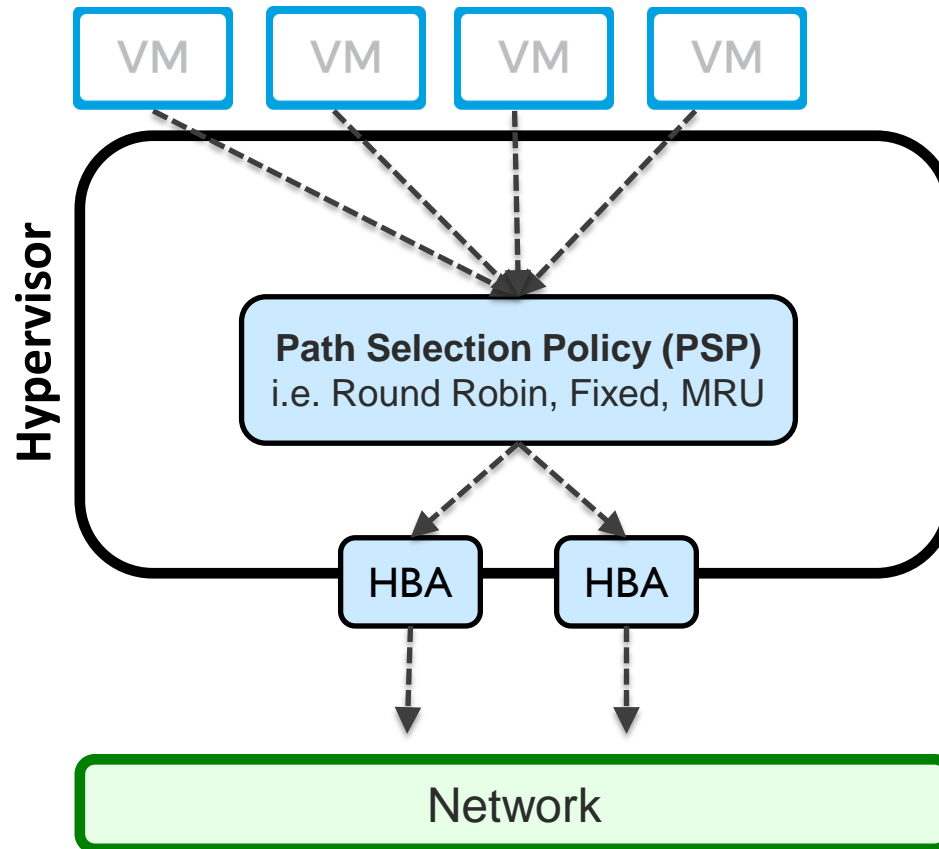 VM VM VM VM
Hypervisor
Path Selection Policy (PSP)
i.e. Round Robin, Fixed, MRU
HBA HBA
Network